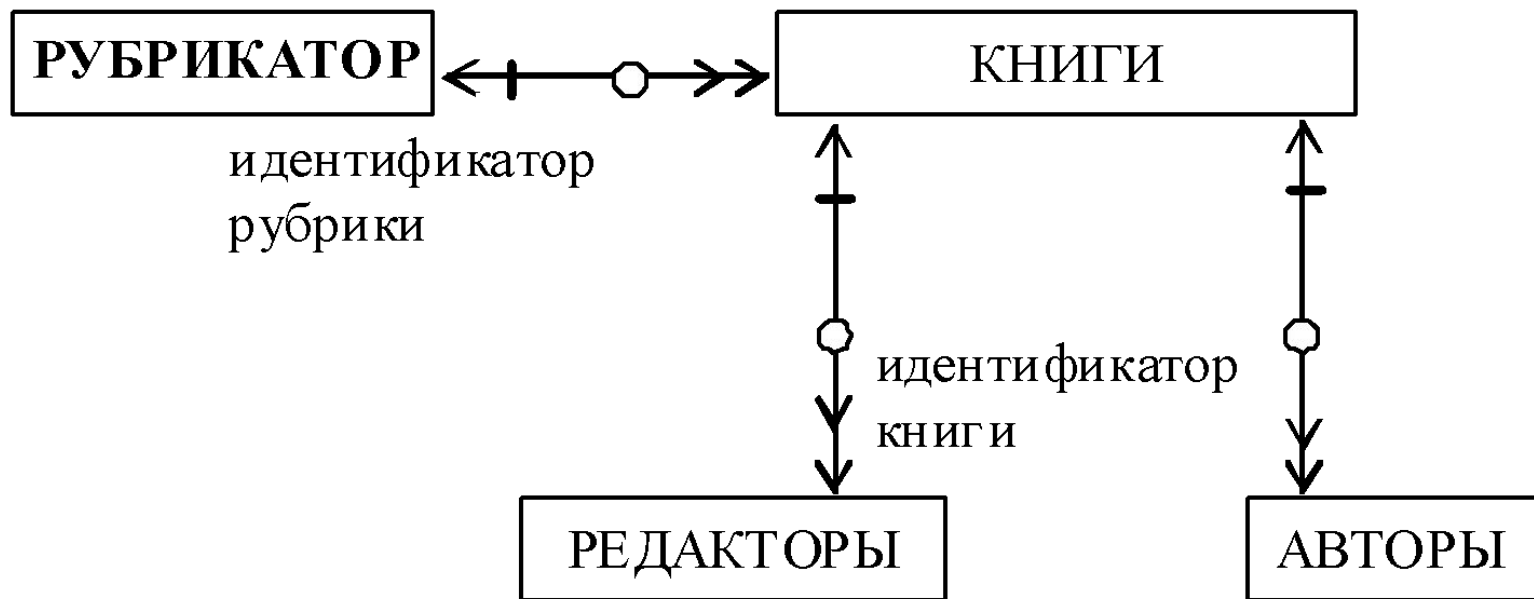 РУБРИКАТОР
КНИГИ
идентификатор
рубрики
идентификатор
книги
РЕДАКТОРЫ
АВТОРЫ